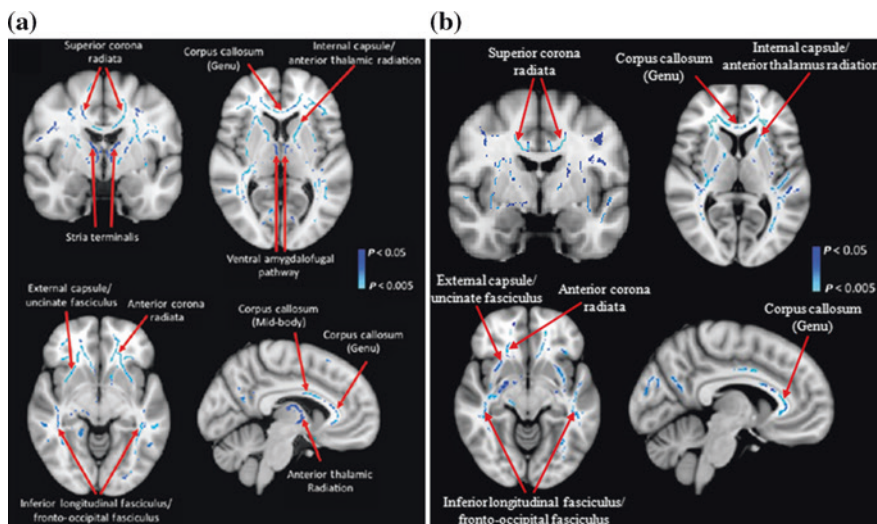 (a)
Superior corona
radiata
Corpus callosum
(Genu)
Internal capsule/
anterior thalamic radiation
Stria terminalis
Ventral amygdalofugal
pathway
P < 0.05
P < 0.005
External capsule/
uncinate fasciculus
Anterior corona
radiata
Corpus callosum
(Mid-body)
Corpus callosum
(Genu)
Anterior thalamic
Radiation
Inferior longitudinal fasciculus/
fronto-occipital fasciculus
(b)
Superior corona
radiata
Corpus callosum
(Genu)
Internal capsule/
anterior thalamus radiation
P < 0.05
P < 0.005
External capsule/
uncinate fasciculus
Anterior corona
radiata
Corpus callosum
(Genu)
Inferior longitudinal fasciculus/
fronto-occipital fasciculus